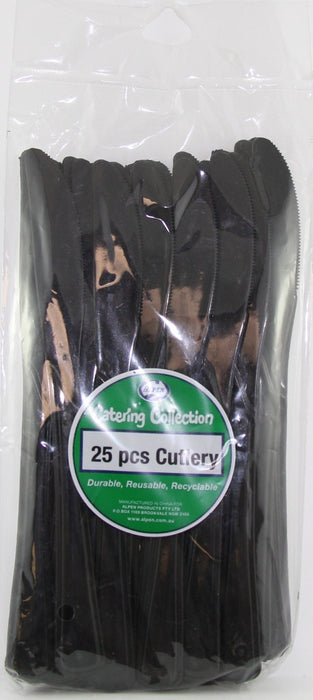 ALPEN
Catering Collection
25 pcs Cutlery
Durable, Reusable, Recyclable
MANUFACTURED IN CHINA FOR
ALPEN PRODUCTS PTY LTD
P.O BOX 1169 BROOKVALE NSW 2100
www.alpen.com.au